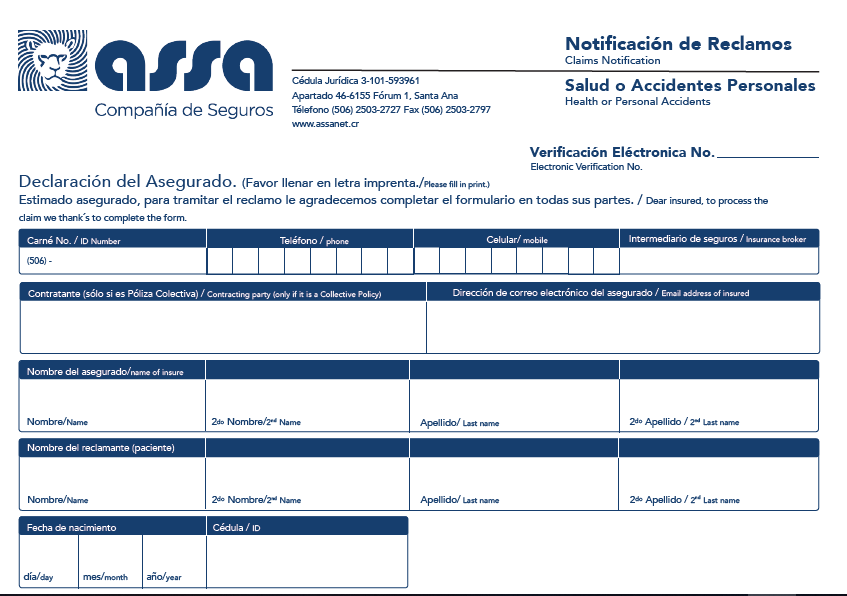 assa
Compañía de Seguros
Cédula Jurídica 3-101-593961
Apartado 46-6155 Fórum 1, Santa Ana
Télefono (506) 2503-2727 Fax (506) 2503-2797
www.assanet.cr
Notificación de Reclamos
Claims Notification
Salud o Accidentes Personales
Health or Personal Accidents
Verificación Eléctronica No.
Electronic Verification No.
Declaración del Asegurado. (Favor llenar en letra imprenta./Please fill in print.)
Estimado asegurado, para tramitar el reclamo le agradecemos completar el formulario en todas sus partes. / Dear insured, to process the
claim we thank´s to complete the form.
Carné No. / ID Number Teléfono / phone Celular/ mobile Intermediario de seguros / Insurance broker
(506) -
Contratante (sólo si es Póliza Colectiva) / Contracting party (only if it is a Collective Policy) Dirección de correo electrónico del asegurado / Email address of insured
Nombre del asegurado/name of insure
Nombre/Name 2do Nombre/2nd Name Apellido/ Last name 2do Apellido / 2nd Last name
Nombre del reclamante (paciente)
Nombre/Name 2do Nombre/2nd Name Apellido/ Last name 2do Apellido / 2nd Last name
Fecha de nacimiento Cédula / ID
día/day mes/month año/year